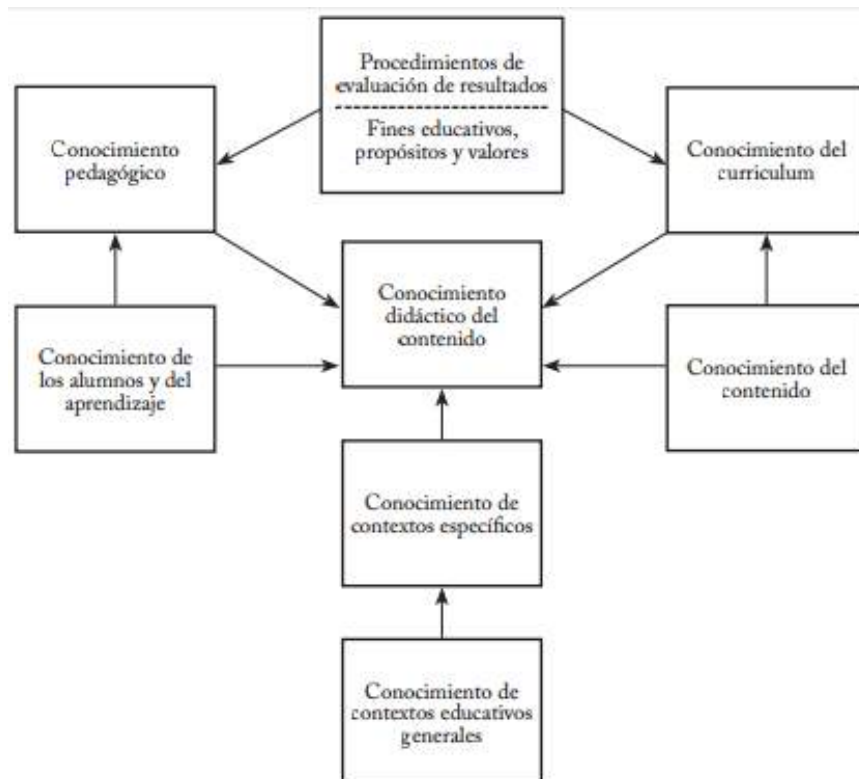 Procedimientos de
evaluación de resultados
Fines educativos,
propósitos y valores
Conocimiento
pedagógico
Conocimiento del
curriculum
Conocimiento
didáctico del
contenido
Conocimiento de
los alumnos y del
aprendizaje
Conocimiento del
contenido
Conocimiento de
contextos específicos
Conocimiento de
contextos educativos
generales